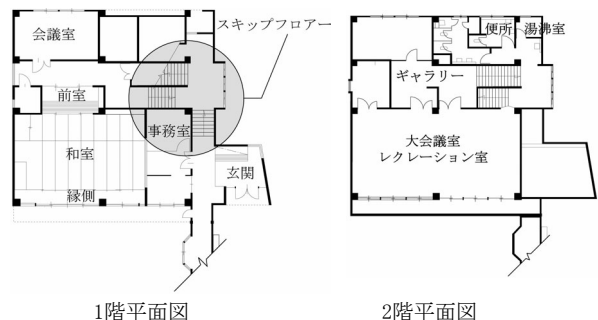 会議室
スキップフロアー
前室
事務室
和室
玄関
縁側
1階平面図
便所
湯沸室
ギャラリー
大会議室
レクレーション室
2階平面図